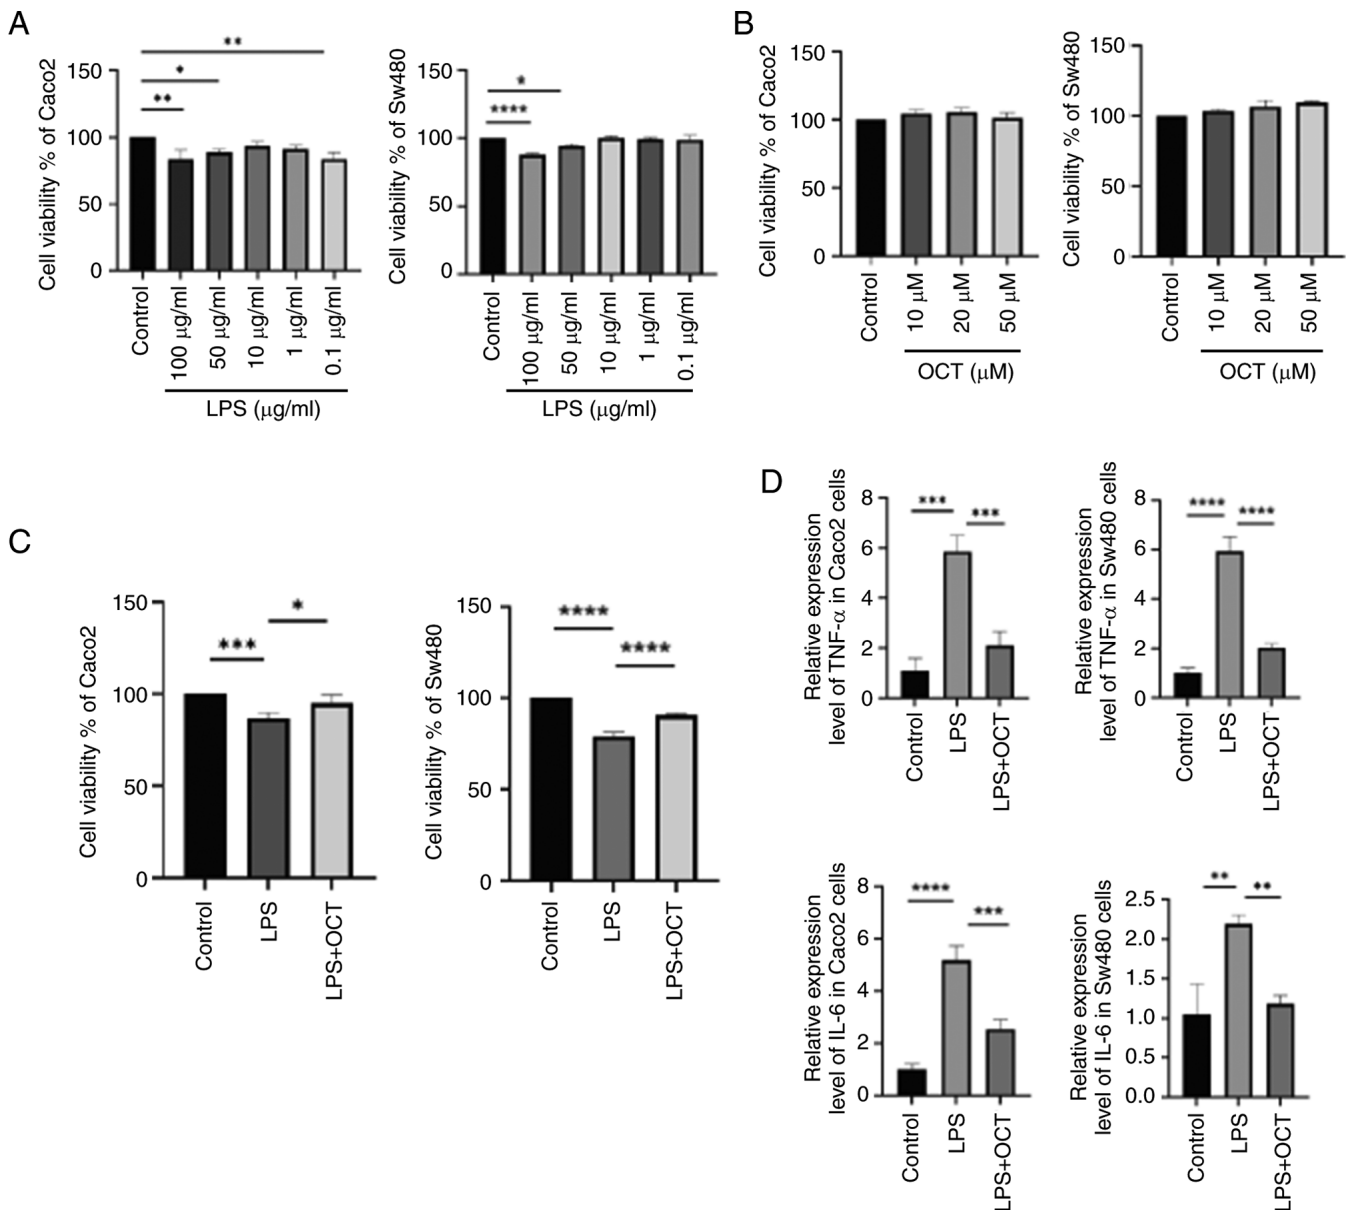 A
Cell viability % of Caco2
150
100
50
0
**
*
**
Control
100 μg/ml
50 μg/ml
10 μg/ml
1 μg/ml
0.1 μg/ml
LPS (μg/ml)
Cell viability % of Sw480
150
100
50
0
*
****
Control
100 μg/ml
50 μg/ml
10 μg/ml
1 μg/ml
0.1 μg/ml
LPS (μg/ml)
B
Cell viability % of Caco2
150
100
50
0
Control
10 μM
20 μM
50 μM
OCT (μM)
Cell viability % of Sw480
150
100
50
0
Control
10 μM
20 μM
50 μM
OCT (μM)
C
Cell viability % of Caco2
150
100
50
0
*
***
Control
LPS
LPS+OCT
Cell viability % of Sw480
150
100
50
0
****
****
Control
LPS
LPS+OCT
D
Relative expression
level of TNF-α in Caco2 cells
8
6
4
2
0
***
***
Control
LPS
LPS+OCT
Relative expression
level of TNF-α in Sw480 cells
8
6
4
2
0
****
****
Control
LPS
LPS+OCT
Relative expression
level of IL-6 in Caco2 cells
8
6
4
2
0
****
***
Control
LPS
LPS+OCT
Relative expression
level of IL-6 in Sw480 cells
2.5
2.0
1.5
1.0
0.5
0.0
**
**
Control
LPS
LPS+OCT